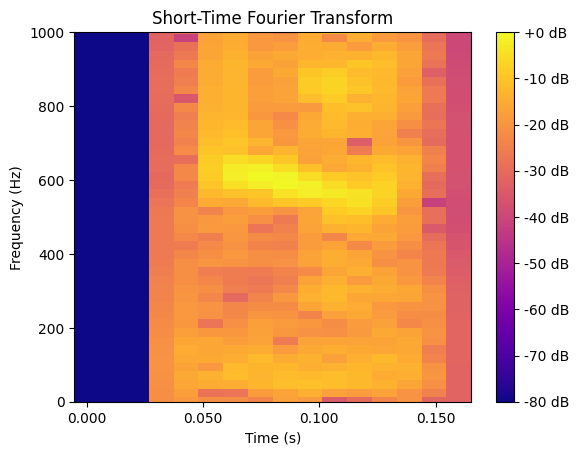 Short-Time Fourier Transform
1000
800
600
400
200
0
Frequency (Hz)
0.000
0.050
0.100
0.150
Time (s)
+0 dB
-10 dB
-20 dB
-30 dB
-40 dB
-50 dB
-60 dB
-70 dB
-80 dB